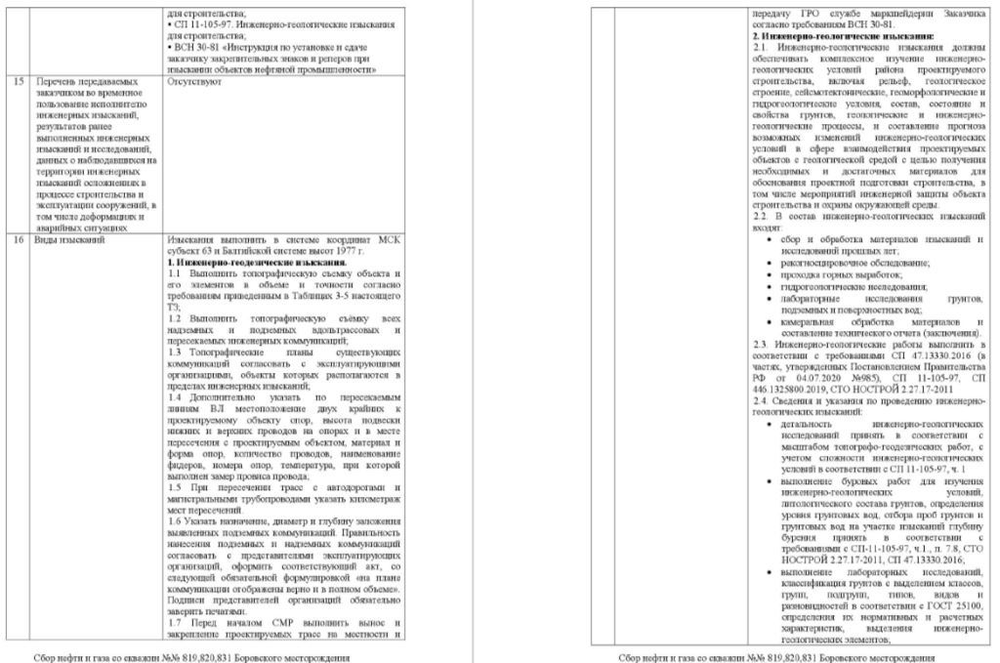 для строительства;
• СП 11-105-97. Инженерно-геологические изыскания
для строительства;
• ВСН 30-81 «Инструкция по установке и сдаче
заказчику закрепительных знаков и реперов при
изыскании объектов нефтяной промышленности»
15 Перечень передаваемых Отсутствуют
заказчиком во временное
пользование исполнителю
инженерных изысканий,
результатов ранее
выполненных инженерных
изысканий и исследований,
данных о наблюдавшихся на
территории инженерных
изысканий осложнениях в
процессе строительства и
эксплуатации сооружений, в
том числе деформациях и
аварийных ситуациях
16 Виды изысканий Изыскания выполнить в системе координат МСК
субъект 63 и Балтийской системе высот 1977 г.
1. Инженерно-геодезические изыскания.
1.1 Выполнить топографическую съемку объекта и
его элементов в объеме и точности согласно
требованиям приведенным в Таблицах 3-5 настоящего
ТЗ;
1.2 Выполнить топографическую съёмку всех
надземных и подземных вдольтрассовых и
пересекаемых инженерных коммуникаций;
1.3 Топографические планы существующих
коммуникаций согласовать с эксплуатирующими
организациями, объекты которых располагаются в
пределах инженерных изысканий;
1.4 Дополнительно указать по пересекаемым
линиям ВЛ местоположение двух крайних к
проектируемому объекту опор, высота подвески
нижних и верхних проводов на опорах и в месте
пересечения с проектируемым объектом, материал и
форма опор, количество проводов, наименование
фидеров, номера опор, температура, при которой
выполнен замер провиса провода;
1.5 При пересечении трасс с автодорогами и
магистральными трубопроводами указать километраж
мест пересечений.
1.6 Указать назначение, диаметр и глубину заложения
выявленных подземных коммуникаций. Правильность
нанесения подземных и надземных коммуникаций
согласовать с представителями эксплуатирующих
организаций, оформить соответствующий акт, со
следующей обязательной формулировкой «на плане
коммуникации отображены верно и в полном объеме».
Подписи представителей организаций обязательно
заверить печатями.
1.7 Перед началом СМР выполнить вынос и
закрепление проектируемых трасс на местности и
Сбор нефти и газа со скважин №№ 819,820,831 Боровского месторождения
передачу ГРО службе маркшейдерии Заказчика
согласно требованиям ВСН 30-81.
2. Инженерно-геологические изыскания:
2.1. Инженерно-геологические изыскания должны
обеспечивать комплексное изучение инженерно-
геологических условий района проектируемого
строительства, включая рельеф, геологическое
строение, сейсмотектонические, геоморфологические и
гидрогеологические условия, состав, состояние и
свойства грунтов, геологические и инженерно-
геологические процессы, и составление прогноза
возможных изменений инженерно-геологических
условий в сфере взаимодействия проектируемых
объектов с геологической средой с целью получения
необходимых и достаточных материалов для
обоснования проектной подготовки строительства, в
том числе мероприятий инженерной защиты объекта
строительства и охраны окружающей среды.
2.2. В состав инженерно-геологических изысканий
входят:
• сбор и обработка материалов изысканий и
исследований прошлых лет;
• рекогносцировочное обследование;
• проходка горных выработок;
• гидрогеологические исследования;
• лабораторные исследования грунтов,
подземных и поверхностных вод;
• камеральная обработка материалов и
составление технического отчета (заключения).
2.3. Инженерно-геологические работы выполнить в
соответствии с требованиями СП 47.13330.2016 (в
частях, утвержденных Постановлением Правительства
РФ от 04.07.2020 №985), СП 11-105-97, СП
446.1325800.2019, СТО НОСТРОЙ 2.27.17-2011
2.4. Сведения и указания по проведению инженерно-
геологических изысканий:
• детальность инженерно-геологических
исследований принять в соответствии с
масштабом топографо-геодезических работ, с
учетом сложности инженерно-геологических
условий в соответствии с СП 11-105-97, ч. 1
• выполнение буровых работ для изучения
инженерно-геологических условий,
литологического состава грунтов, определения
уровня грунтовых вод, отбора проб грунтов и
грунтовых вод на участке изысканий глубину
бурения принять в соответствии с
требованиями с СП-11-105-97, ч.1., п. 7.8, СТО
НОСТРОЙ 2.27.17-2011, СП 47.13330.2016;
• выполнение лабораторных исследований,
классификация грунтов с выделением классов,
групп, подгрупп, типов, видов и
разновидностей в соответствии с ГОСТ 25100,
определения их нормативных и расчетных
характеристик, выделения инженерно-
геологических элементов;
Сбор нефти и газа со скважин №№ 819,820,831 Боровского месторождения